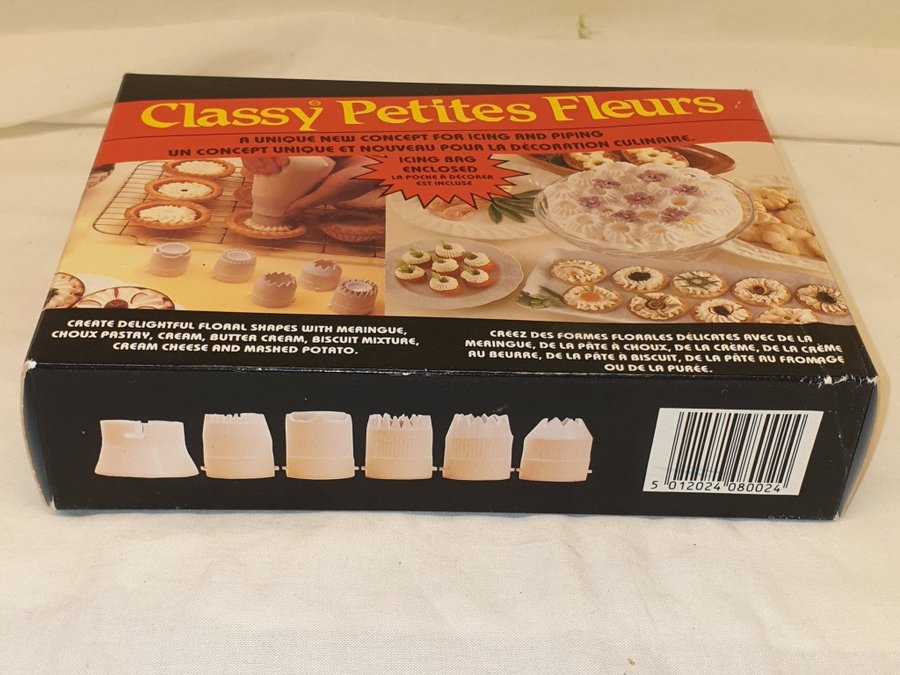 Classy® Petites Fleurs
A UNIQUE NEW CONCEPT FOR ICING AND PIPING
UN CONCEPT UNIQUE ET NOUVEAU POUR LA DÉCORATION CULINAIRE.
ICING BAG
ENCLOSED
LA POCHE À DÉCORER
EST INCLUSE
CREATE DELIGHTFUL FLORAL SHAPES WITH MERINGUE,
CHOUX PASTRY, CREAM, BUTTER CREAM, BISCUIT MIXTURE,
CREAM CHEESE AND MASHED POTATO.
CRÉEZ DES FORMES FLORALES DÉLICATES AVEC DE LA
MERINGUE, DE LA PÂTE À CHOUX, DE LA CRÈME, DE LA CRÈME
AU BEURRE, DE LA PÂTE À BISCUIT, DE LA PÂTE AU FROMAGE
OU DE LA PURÉE.
5 012024 080024